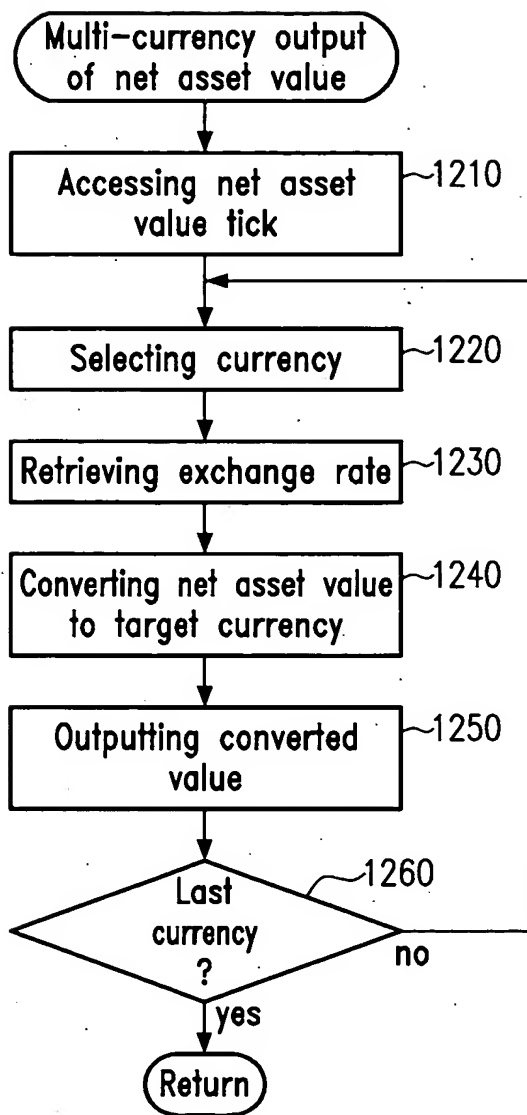 Multi-currency output
of net asset value
Accessing net asset
value tick
1210
Selecting currency
1220
Retrieving exchange rate
1230
Converting net asset value
to target currency
1240
Outputting converted
value
1250
Last
currency
?
1260
no
yes
Return